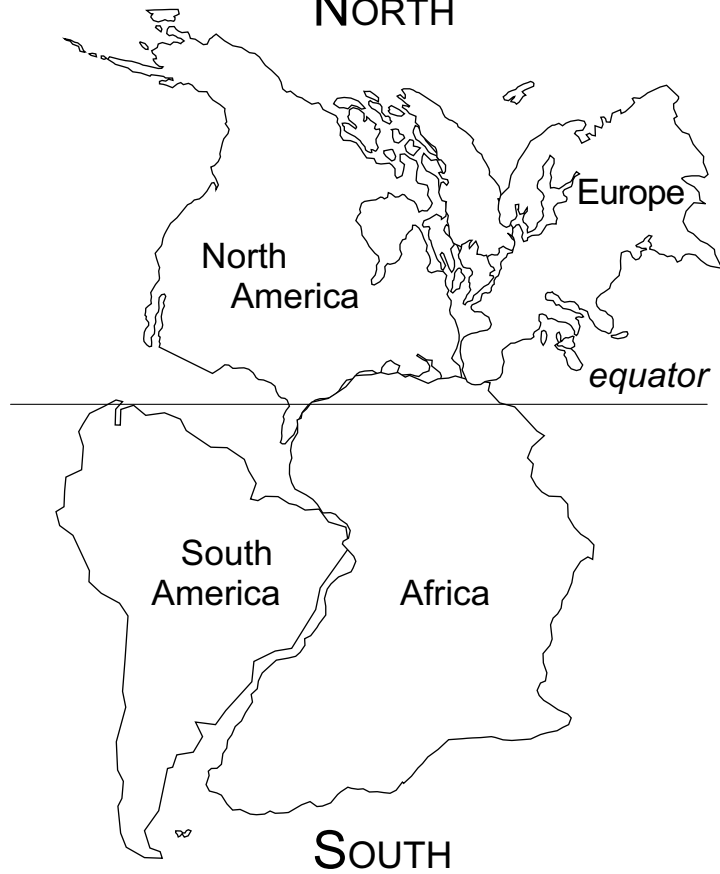 NORTH
Europe
North
America
equator
South
America
Africa
SOUTH